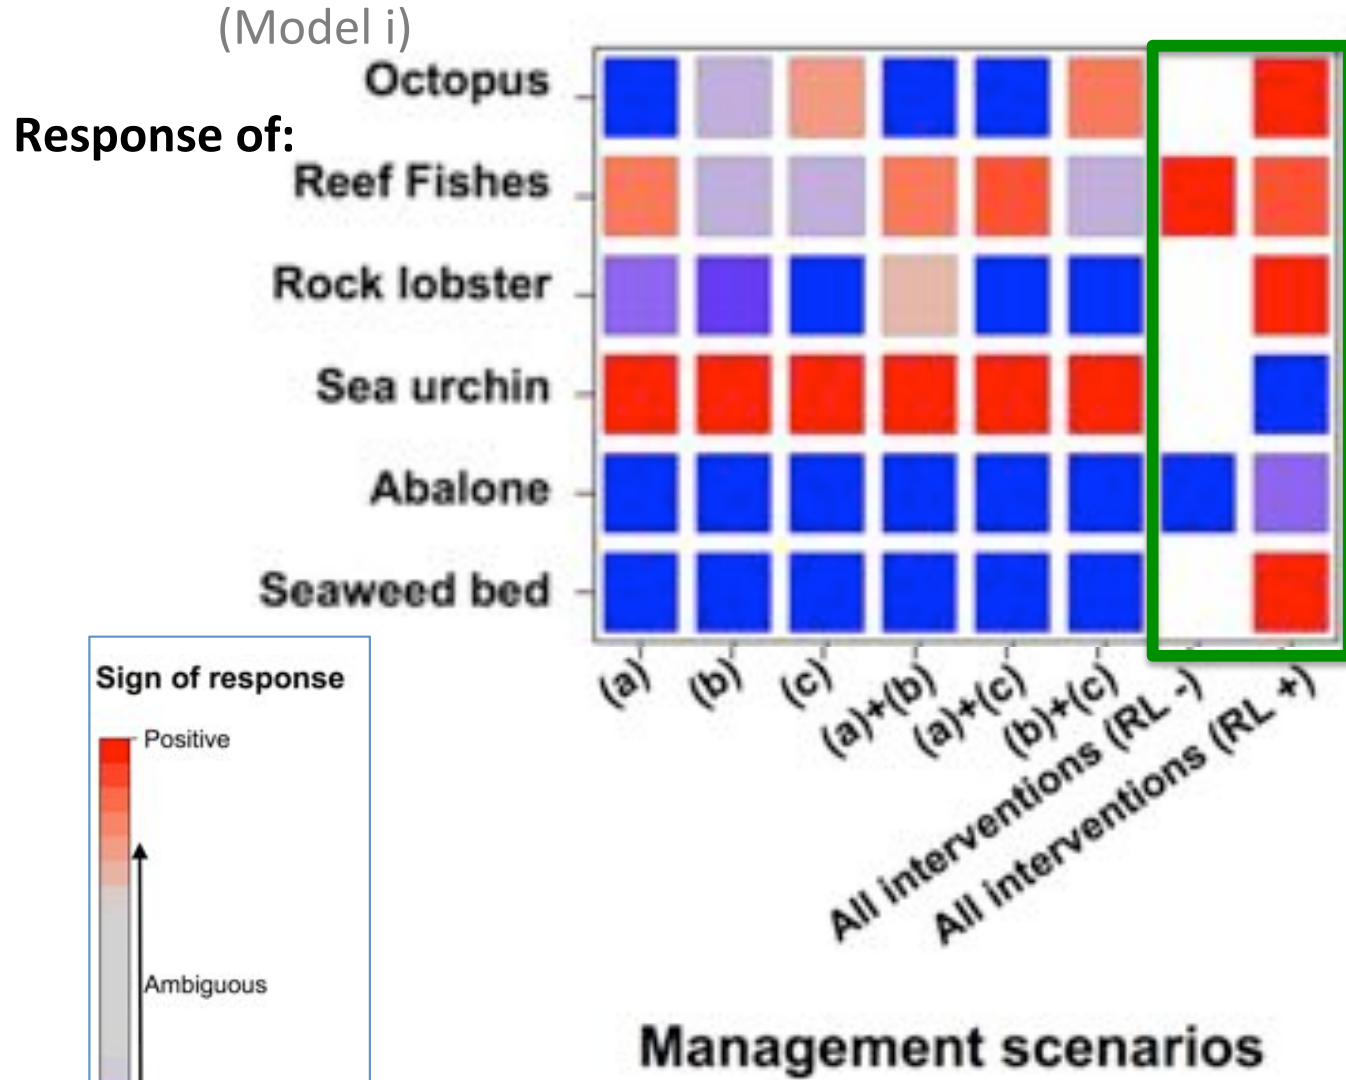 (Model i)
Response of:
Octopus
Reef Fishes
Rock lobster
Sea urchin
Abalone
Seaweed bed
(a)
(b)
(c)
(a)+(b)
(a)+(c)
(b)+(c)
All interventions (RL -)
All interventions (RL +)
Management scenarios
Sign of response
Positive
Ambiguous